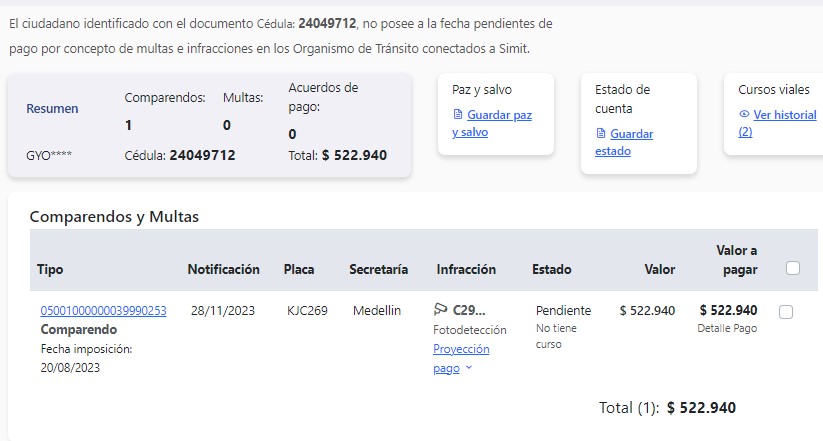 El ciudadano identificado con el documento Cédula: 24049712, no posee a la fecha pendientes de
pago por concepto de multas e infracciones en los Organismo de Tránsito conectados a Simit.
Resumen
GYO****
Comparendos:
1
Multas:
0
Acuerdos de
pago:
0
Cédula: 24049712
Total: $ 522.940
Paz y salvo
Guardar paz
y salvo
Estado de
cuenta
Guardar
estado
Cursos viales
Ver historial
(2)
Comparendos y Multas
Tipo Notificación Placa Secretaría Infracción Estado Valor Valor a
pagar
05001000000039990253 28/11/2023 KJC269 Medellin C29... Pendiente $ 522.940 $ 522.940
Comparendo Fotodetección No tiene Detalle Pago
Fecha imposición: Proyección curso
20/08/2023 pago
Total (1): $ 522.940